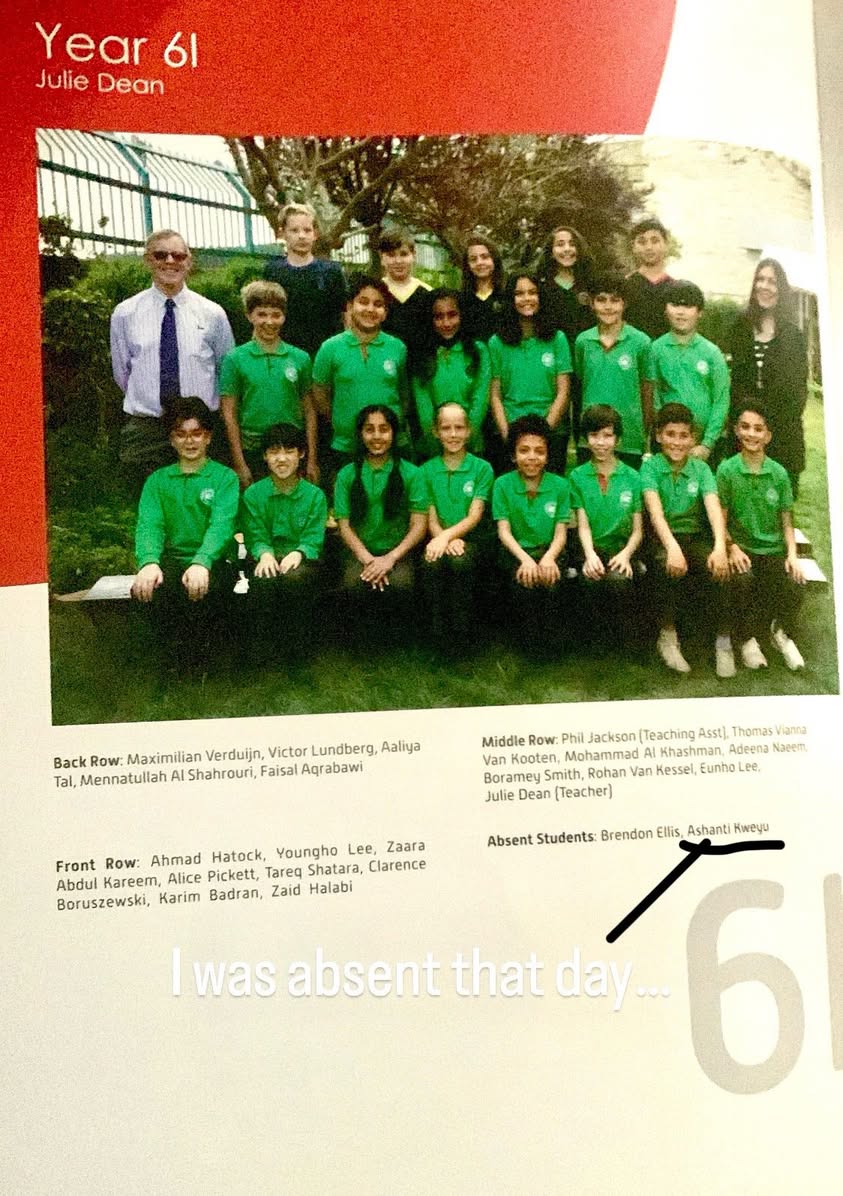 Year 6I
Julie Dean
Back Row: Maximilian Verduijn, Victor Lundberg, Aaliya
Tal, Mennatullah Al Shahrouri, Faisal Aqrabawi
Middle Row: Phil Jackson (Teaching Asst), Thomas Vianna
Van Kooten, Mohammad Al Khashman, Adeena Naeem,
Boramey Smith, Rohan Van Kessel, Eunho Lee,
Julie Dean (Teacher)
Front Row: Ahmad Hatock, Youngho Lee, Zaara
Abdul Kareem, Alice Pickett, Tareq Shatara, Clarence
Boruszewski, Karim Badran, Zaid Halabi
Absent Students: Brendon Ellis, Ashanti Kweyu
6I
I was absent that day...